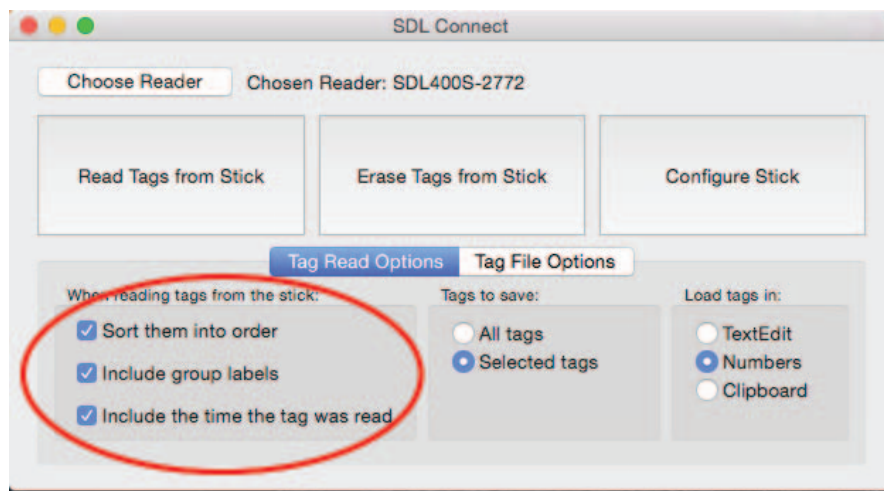 SDL Connect
Choose Reader Chosen Reader: SDL400S-2772
Read Tags from Stick Erase Tags from Stick Configure Stick
Tag Read Options Tag File Options
When reading tags from the stick: Tags to save: Load tags in:
Sort them into order All tags TextEdit
Include group labels Selected tags Numbers
Include the time the tag was read Clipboard